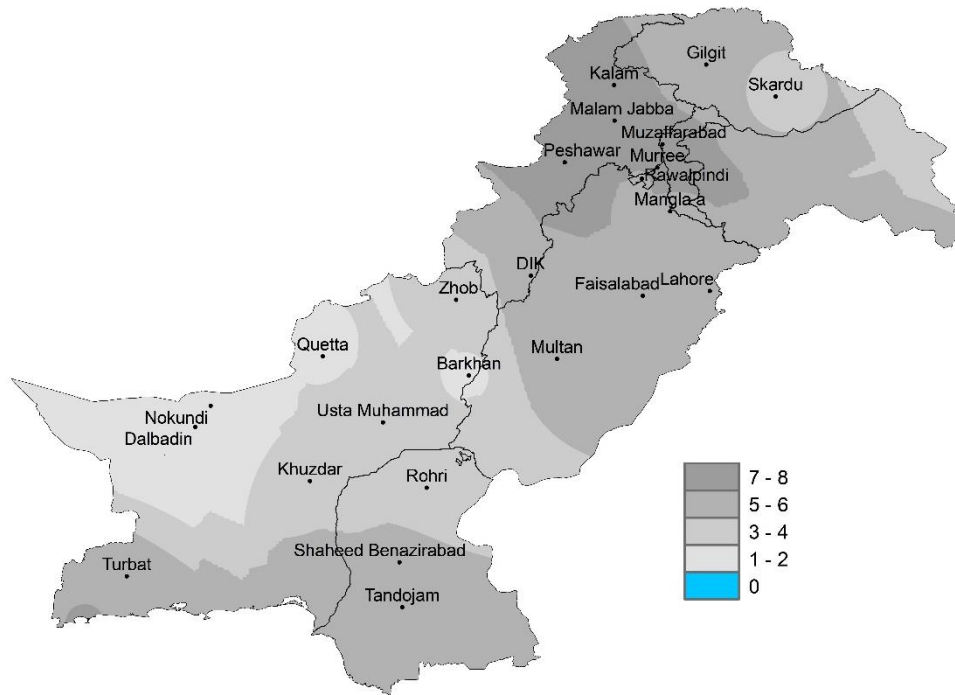 Gilgit
Kalam
Skardu
Malam Jabba
Muzaffarabad
Peshawar
Murree
Rawalpindi
Mangla a
DIK
Zhob
Faisalabad
Lahore
Quetta
Multan
Barkhan
Nokundi
Usta Muhammad
Dalbadin
Khuzdar
Rohri
7 - 8
5 - 6
3 - 4
1 - 2
0
Shaheed Benazirabad
Turbat
Tandojam